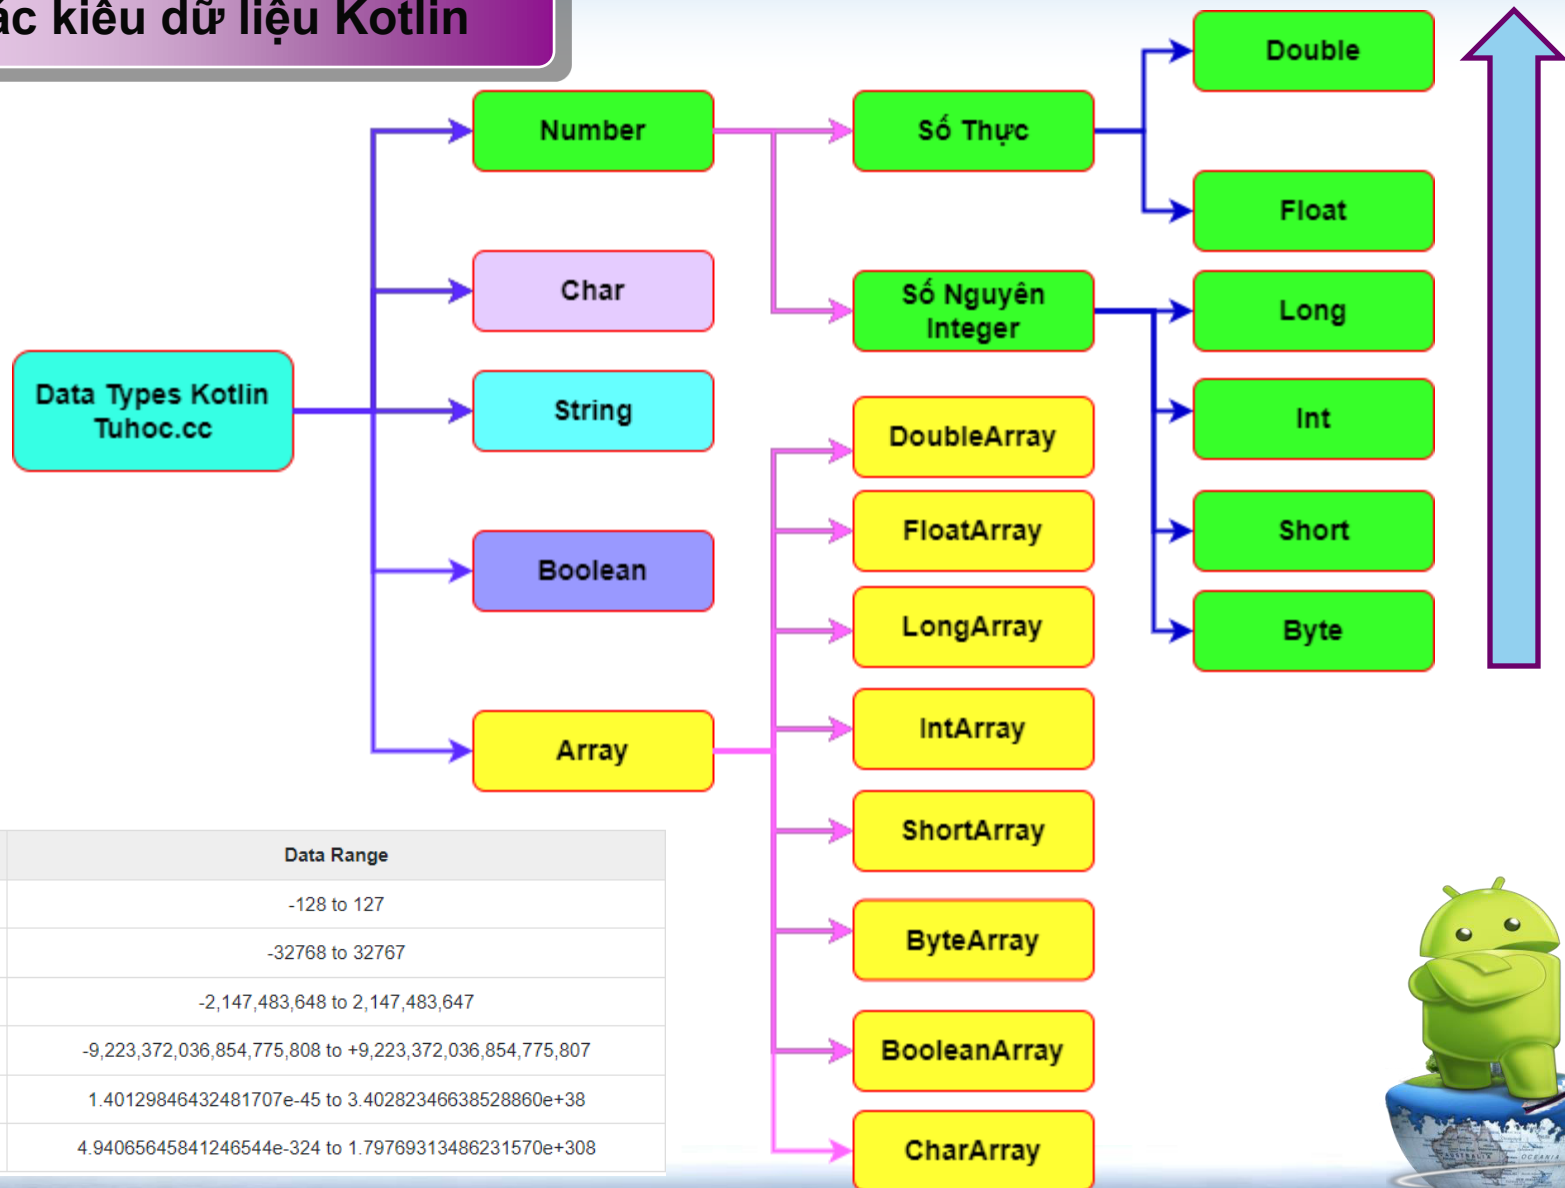 kiểu dữ liệu Kotlin
Data Types Kotlin
Tuhoc.cc
Number
Char
String
Boolean
Array
Số Thực
Số Nguyên
Integer
Double
Float
Long
Int
Short
Byte
DoubleArray
FloatArray
LongArray
IntArray
ShortArray
ByteArray
BooleanArray
CharArray
Data Range
-128 to 127
-32768 to 32767
-2,147,483,648 to 2,147,483,647
-9,223,372,036,854,775,808 to +9,223,372,036,854,775,807
1.40129846432481707e-45 to 3.40282346638528860e+38
4.94065645841246544e-324 to 1.79769313486231570e+308